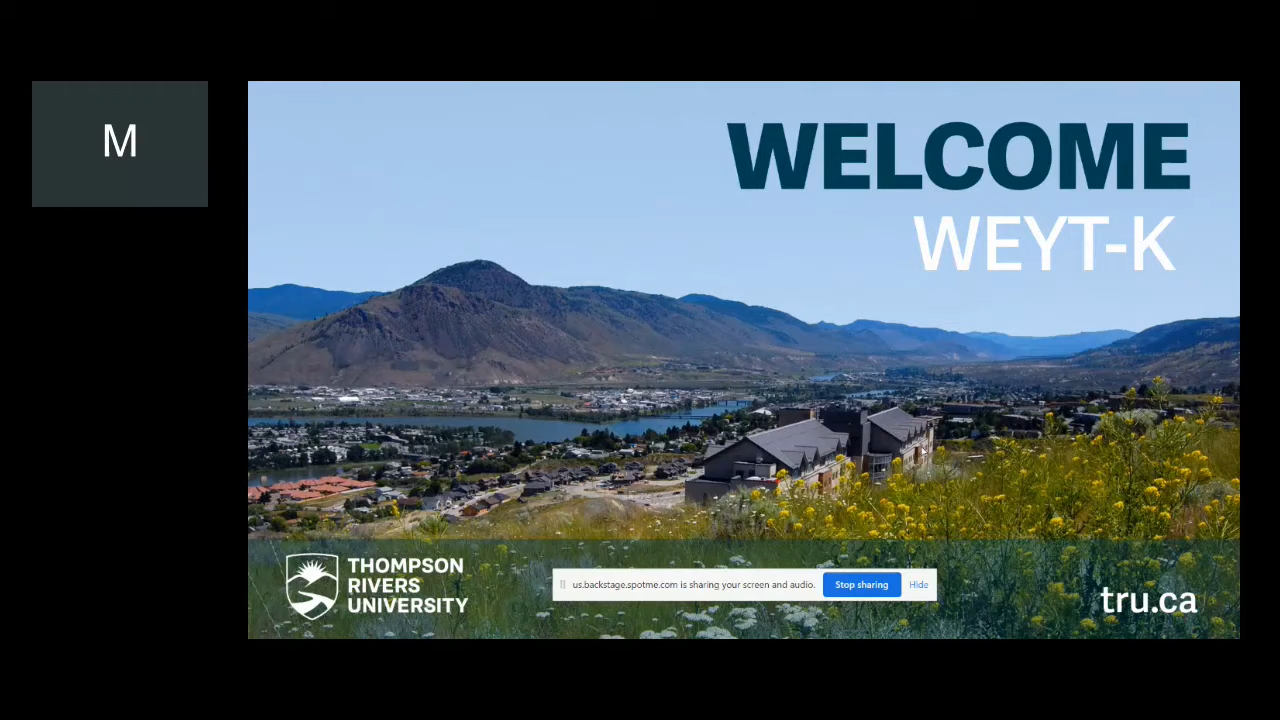 M
WELCOME
WEYT-K
THOMPSON
RIVERS
UNIVERSITY
us.backstage.spotme.com is sharing your screen and audio.
Stop sharing
Hide
tru.ca